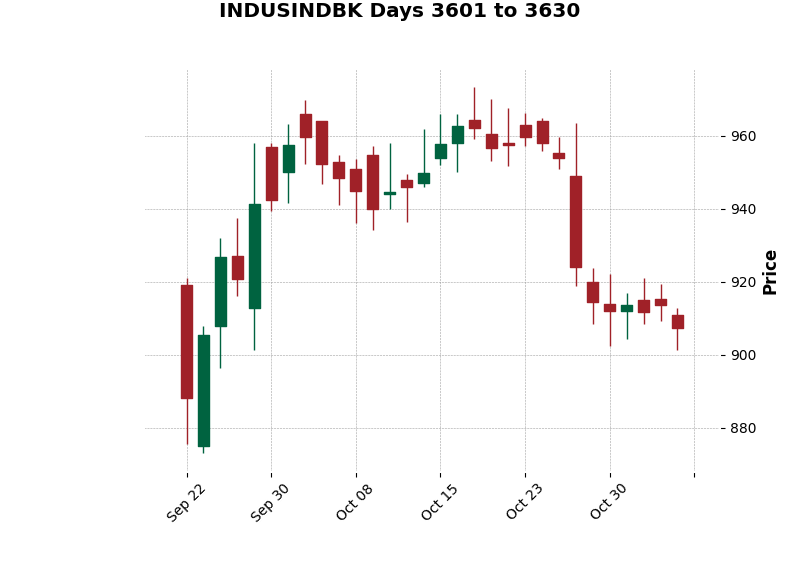 INDUSINDBK Days 3601 to 3630
960
940
920
900
880
Price
Sep 22
Sep 30
Oct 08
Oct 15
Oct 23
Oct 30